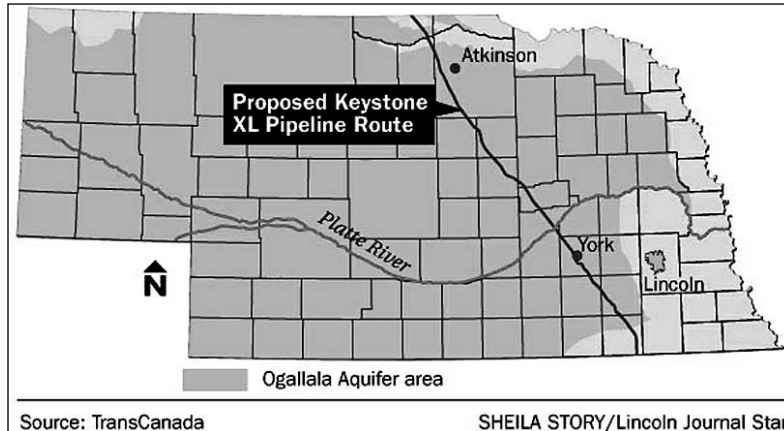 Atkinson
Proposed Keystone
XL Pipeline Route
Platte River
York
Lincoln
N
Ogallala Aquifer area
Source: TransCanada
SHEILA STORY/Lincoln Journal Star